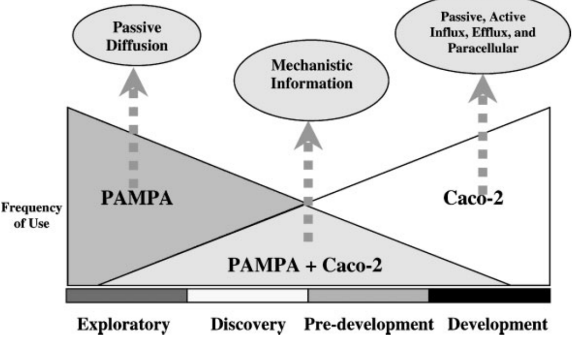 Passive
Diffusion
Mechanistic
Information
Passive, Active
Influx, Efflux, and
Paracellular
PAMPA
Caco-2
Frequency
of Use
PAMPA + Caco-2
Exploratory
Discovery
Pre-development
Development